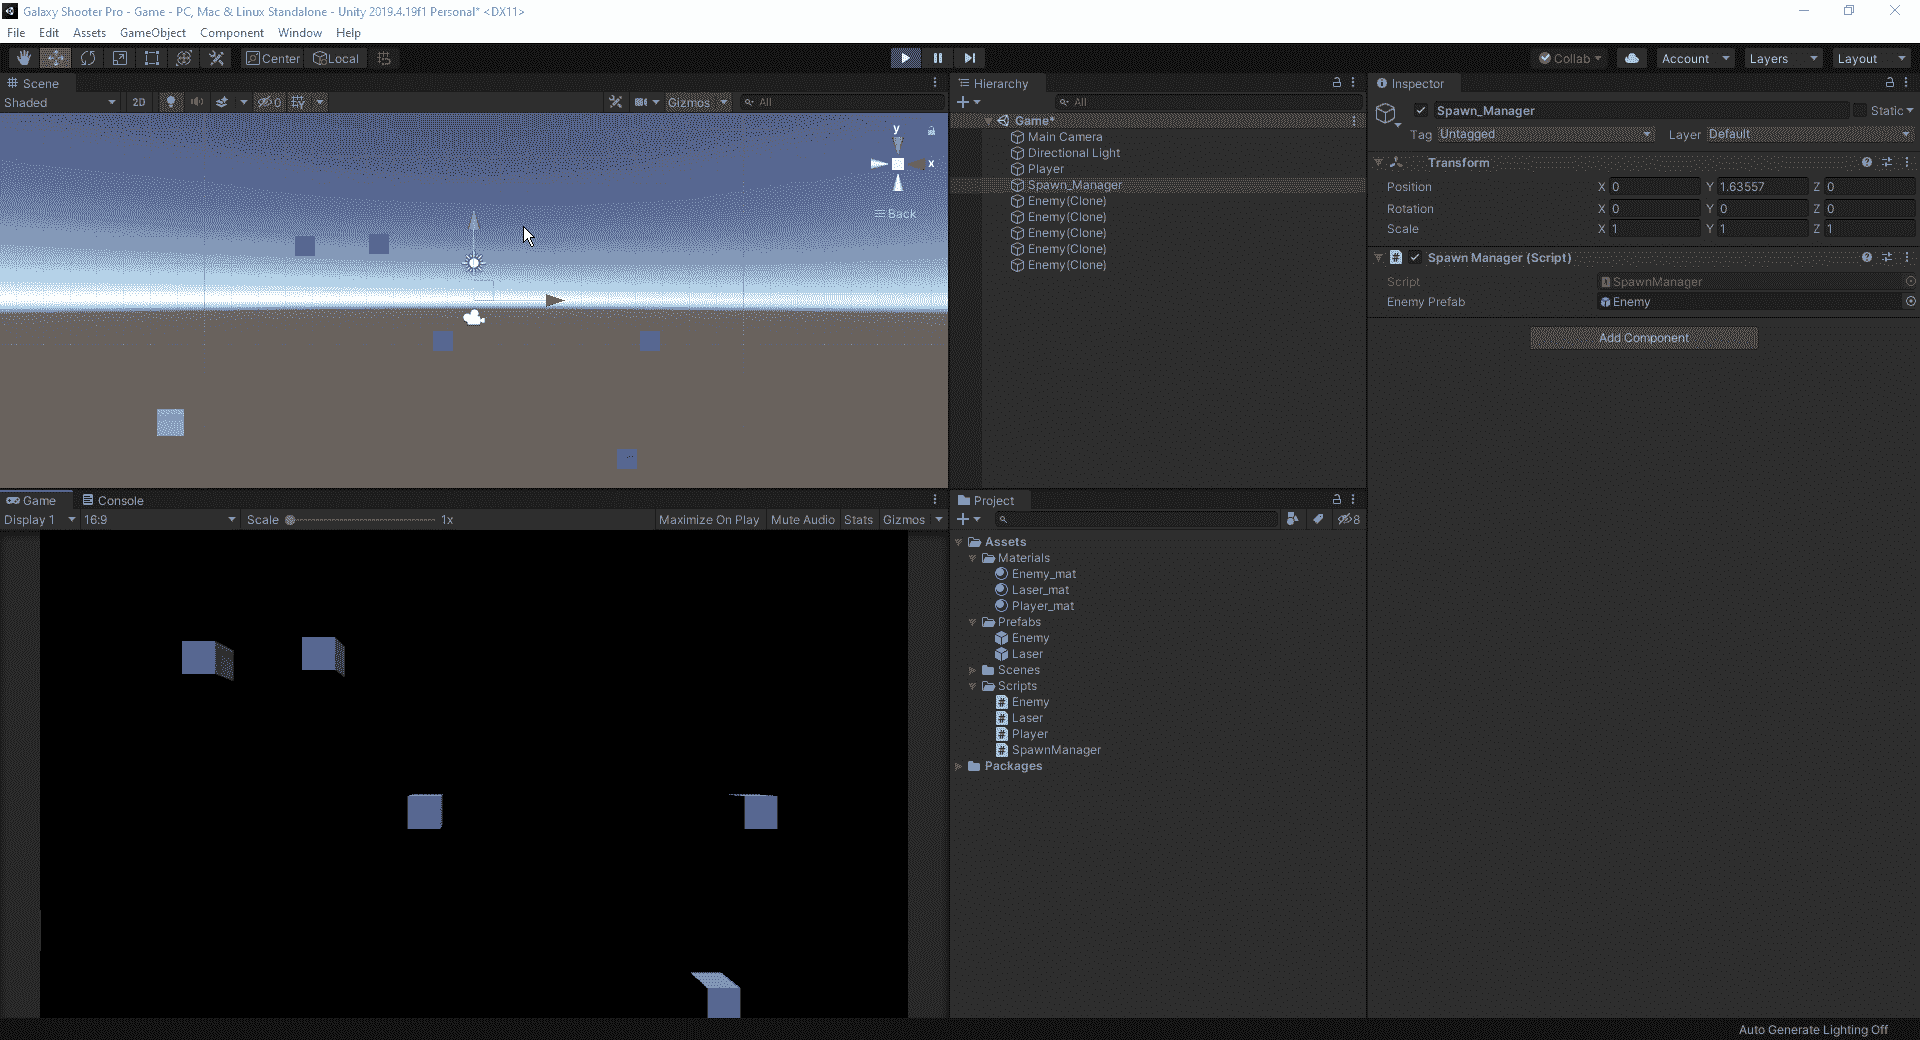 Galaxy Shooter Pro - Game - PC, Mac & Linux Standalone - Unity 2019.4.19f1 Personal* <DX11>
File Edit Assets GameObject Component Window Help
Center Local Collab Account Layers Layout
Scene
Shaded 2D 0 Gizmos All
y
x
Back
Hierarchy
All
Game*
Main Camera
Directional Light
Player
Spawn_Manager
Enemy(Clone)
Enemy(Clone)
Enemy(Clone)
Enemy(Clone)
Enemy(Clone)
Inspector
Spawn_Manager Static
Tag Untagged Layer Default
Transform
Position X 0 Y 1.63557 Z 0
Rotation X 0 Y 0 Z 0
Scale X 1 Y 1 Z 1
Spawn Manager (Script)
Script SpawnManager
Enemy Prefab Enemy
Add Component
Game Console
Display 1 16:9 Scale 1x Maximize On Play Mute Audio Stats Gizmos
Project
8
Assets
Materials
Enemy_mat
Laser_mat
Player_mat
Prefabs
Enemy
Laser
Scenes
Scripts
Enemy
Laser
Player
SpawnManager
Packages
Auto Generate Lighting Off